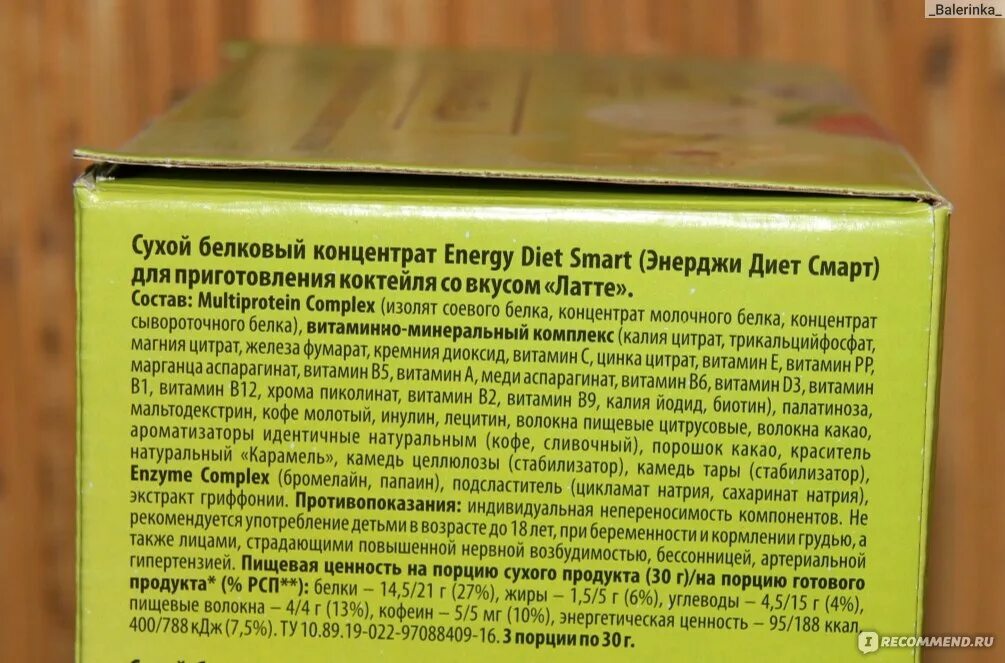 _Balerinka_
Сухой белковый концентрат Energy Diet Smart (Энерджи Диет Смарт)
для приготовления коктейля со вкусом «Латте».
Состав: Multiprotein Complex (изолят соевого белка, концентрат молочного белка, концентрат
сывороточного белка), витаминно-минеральный комплекс (калия цитрат, трикальцийфосфат,
магния цитрат, железа фумарат, кремния диоксид, витамин С, цинка цитрат, витамин Е, витамин РР,
марганца аспарагинат, витамин В5, витамин А, меди аспарагинат, витамин В6, витамин D3, витамин
В1, витамин В12, хрома пиколинат, витамин В2, витамин В9, калия йодид, биотин), палатиноза,
мальтодекстрин, кофе молотый, инулин, лецитин, волокна пищевые цитрусовые, волокна какао,
ароматизаторы идентичные натуральным (кофе, сливочный), порошок какао, краситель
натуральный «Карамель», камедь целлюлозы (стабилизатор), камедь тары (стабилизатор),
Enzyme Complex (бромелайн, папаин), подсластитель (цикламат натрия, сахаринат натрия),
экстракт гриффонии. Противопоказания: индивидуальная непереносимость компонентов. Не
рекомендуется употребление детьми в возрасте до 18 лет, при беременности и кормлении грудью, а
также лицами, страдающими повышенной нервной возбудимостью, бессонницей, артериальной
гипертензией. Пищевая ценность на порцию сухого продукта (30 г)/на порцию готового
продукта* (% РСП**): белки – 14,5/21 г (27%), жиры – 1,5/5 г (6%), углеводы – 4,5/15 г (4%),
пищевые волокна – 4/4 г (13%), кофеин – 5/5 мг (10%), энергетическая ценность – 95/188 ккал,
400/788 кДж (7,5%). ТУ 10.89.19-022-97088409-16. 3 порции по 30 г.
IRECOMMEND.RU